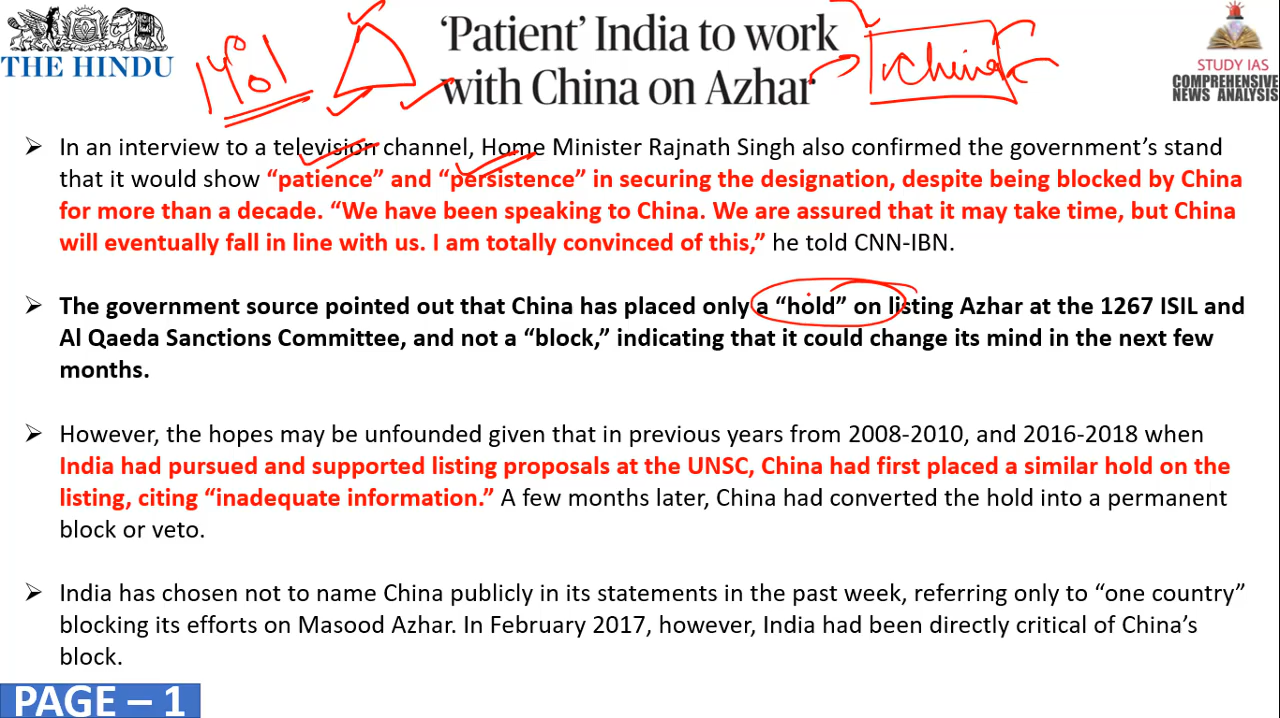 THE HINDU
‘Patient’ India to work
with China on Azhar
China
STUDY IAS
COMPREHENSIVE
NEWS ANALYSIS
➢ In an interview to a television channel, Home Minister Rajnath Singh also confirmed the government’s stand
that it would show “patience” and “persistence” in securing the designation, despite being blocked by China
for more than a decade. “We have been speaking to China. We are assured that it may take time, but China
will eventually fall in line with us. I am totally convinced of this,” he told CNN-IBN.
➢ The government source pointed out that China has placed only a “hold” on listing Azhar at the 1267 ISIL and
Al Qaeda Sanctions Committee, and not a “block,” indicating that it could change its mind in the next few
months.
➢ However, the hopes may be unfounded given that in previous years from 2008-2010, and 2016-2018 when
India had pursued and supported listing proposals at the UNSC, China had first placed a similar hold on the
listing, citing “inadequate information.” A few months later, China had converted the hold into a permanent
block or veto.
➢ India has chosen not to name China publicly in its statements in the past week, referring only to “one country”
blocking its efforts on Masood Azhar. In February 2017, however, India had been directly critical of China’s
block.
PAGE – 1